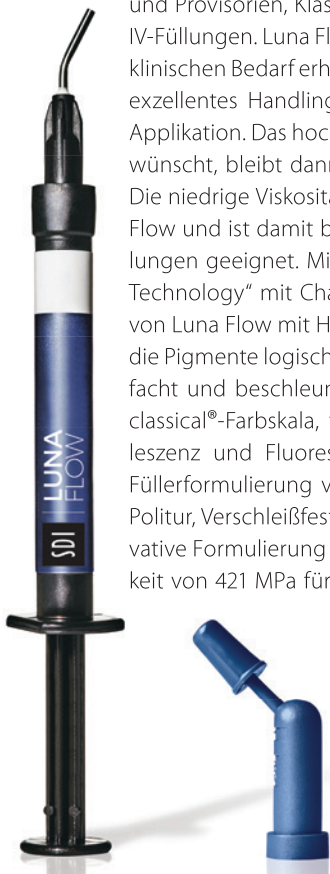 und Provisorien, Klas
IV-Füllungen. Luna Fl
klinischen Bedarf erh
exzellentes Handling
Applikation. Das hoc
wünscht, bleibt dann
Die niedrige Viskosita
Flow und ist damit b
lungen geeignet. Mi
Technology“ mit Cha
von Luna Flow mit H
die Pigmente logisch
facht und beschleun
classical®-Farbskala,
leszenz und Fluores
Füllerformulierung v
Politur, Verschleißfest
vative Formulierung
keit von 421 MPa für
LUNA
FLOW
SDI